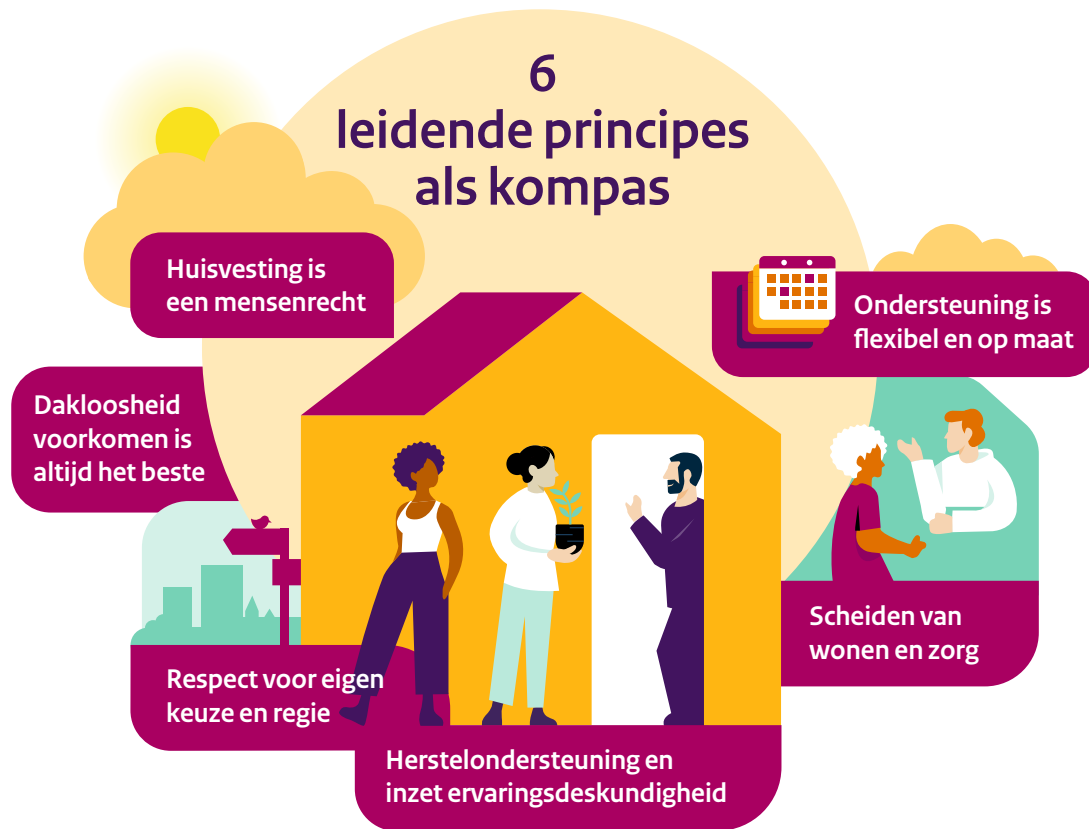 6
leidende principes
als kompas
Huisvesting is
een mensenrecht
Ondersteuning is
flexibel en op maat
Dakloosheid
voorkomen is
altijd het beste
Scheiden van
wonen en zorg
Respect voor eigen
keuze en regie
Herstelondersteuning en
inzet ervaringsdeskundigheid